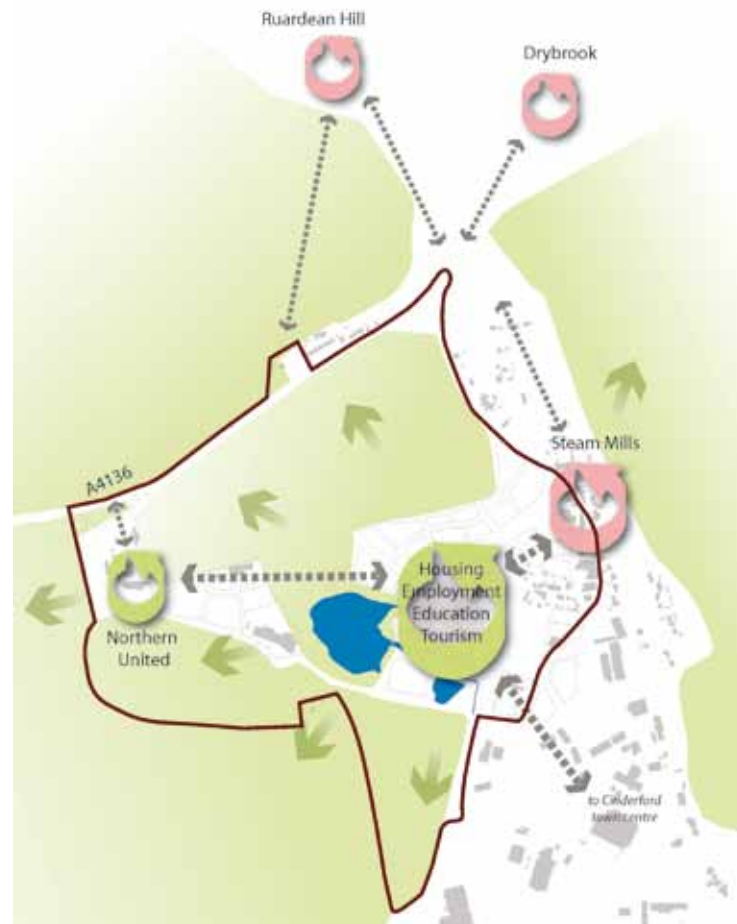 Ruardean Hill
Drybrook
Steam Mills
A4136
Housing
Employment
Education
Tourism
Northern
United
to Cinderford
town centre